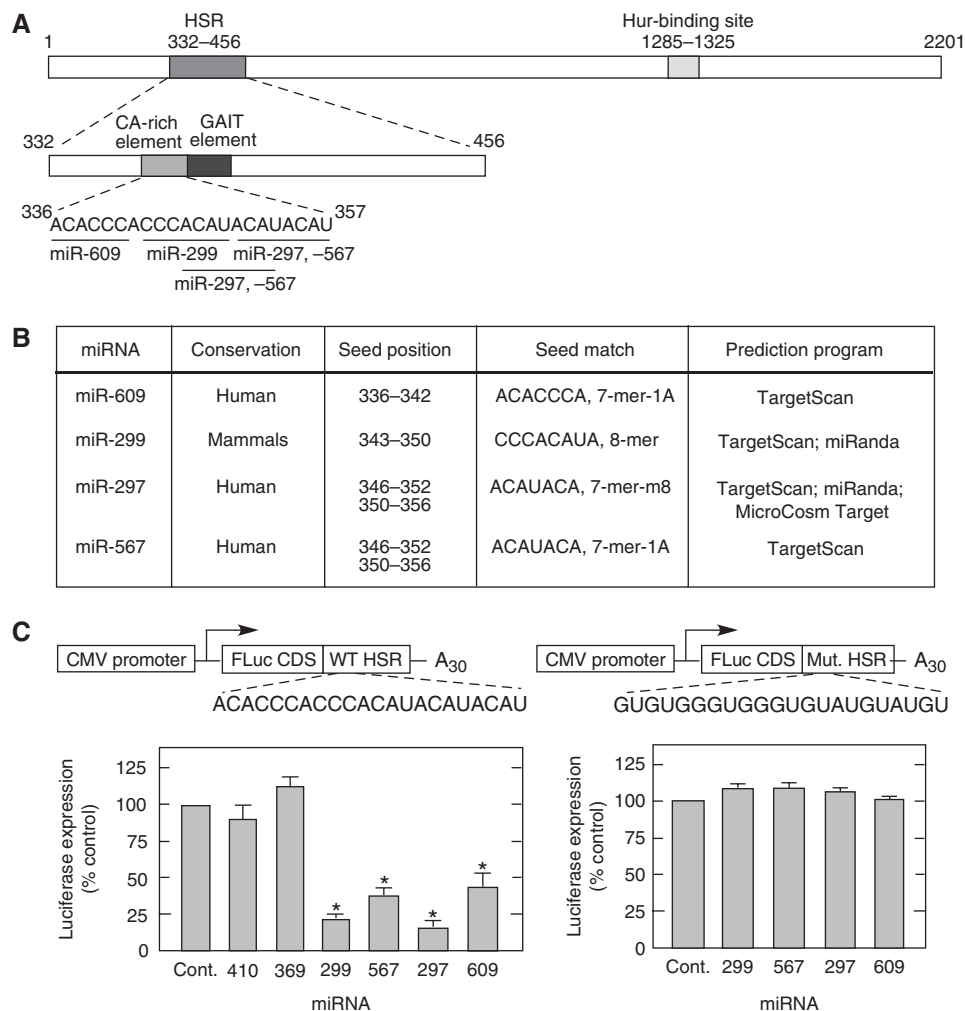 A
HSR
332–456
Hur-binding site
1285–1325
1
2201
332
CA-rich
element
GAIT
element
456
336
357
ACACCCACCCACAUACAUACAU
miR-609
miR-299
miR-297, –567
miR-297, –567
B
miRNA Conservation Seed position Seed match Prediction program
miR-609 Human 336–342 ACACCCA, 7-mer-1A TargetScan
miR-299 Mammals 343–350 CCCACAUA, 8-mer TargetScan; miRanda
miR-297 Human 346–352 ACAUACA, 7-mer-m8 TargetScan; miRanda;
350–356 MicroCosm Target
miR-567 Human 346–352 ACAUACA, 7-mer-1A TargetScan
350–356
C
CMV promoter FLuc CDS WT HSR A30
ACACCCACCCACAUACAUACAU
Luciferase expression
(% control)
125
100
75
50
25
0
* * * *
Cont. 410 369 299 567 297 609
miRNA
CMV promoter FLuc CDS Mut. HSR A30
GUGUGGGUGGGUGUAUGUAUGU
Luciferase expression
(% control)
125
100
75
50
25
0
Cont. 299 567 297 609
miRNA